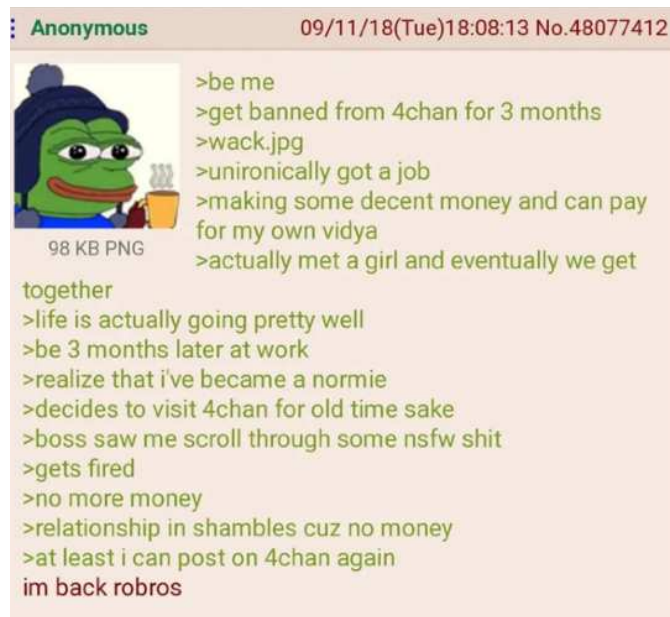 Anonymous 09/11/18(Tue)18:08:13 No.48077412
>be me
>get banned from 4chan for 3 months
>wack.jpg
>unironically got a job
>making some decent money and can pay
for my own vidya
>actually met a girl and eventually we get
98 KB PNG
together
>life is actually going pretty well
>be 3 months later at work
>realize that i've became a normie
>decides to visit 4chan for old time sake
>boss saw me scroll through some nsfw shit
>gets fired
>no more money
>relationship in shambles cuz no money
>at least i can post on 4chan again
im back robros